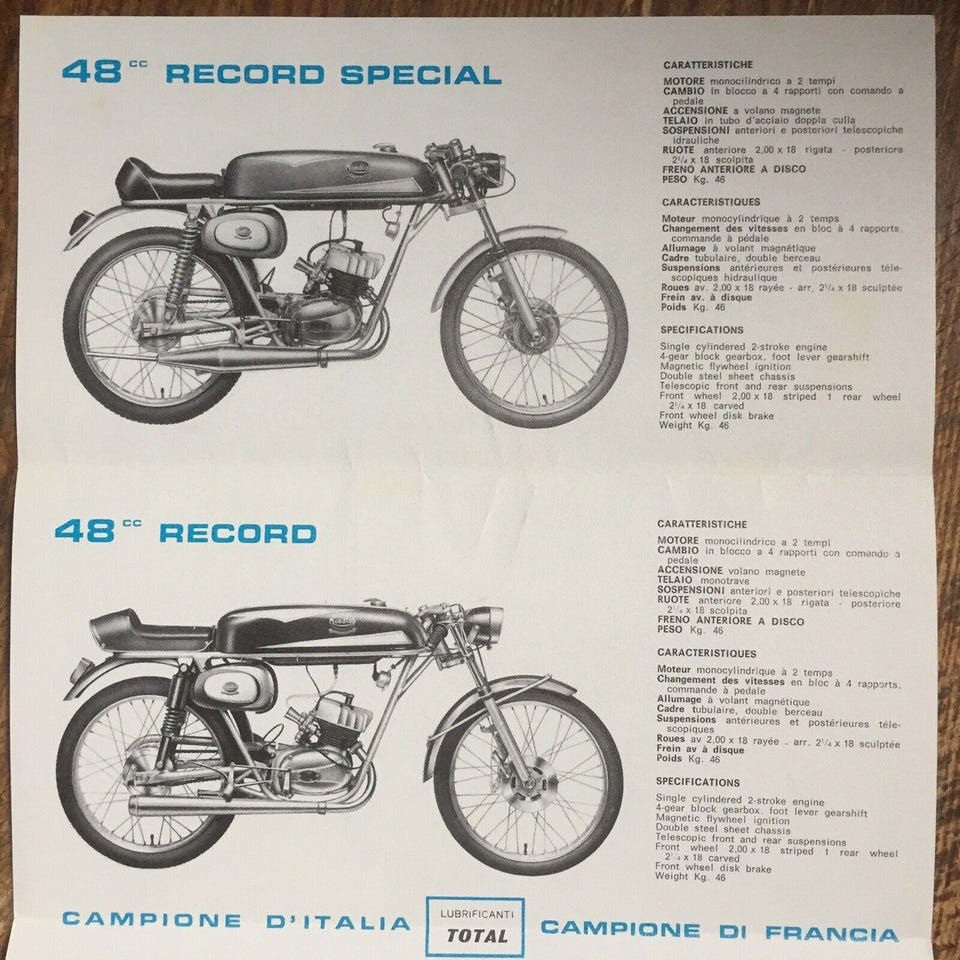 48 cc RECORD SPECIAL
CARATTERISTICHE
MOTORE monocilindrico a 2 tempi
CAMBIO in blocco a 4 rapporti con comando a
pedale
ACCENSIONE a volano magnete
TELAIO in tubo d'acciaio doppia culla
SOSPENSIONI anteriori e posteriori telescopiche
idrauliche
RUOTE anteriore 2,00 x 18 rigata - posteriore
2¼ x 18 scolpita
FRENO ANTERIORE A DISCO
PESO Kg. 46
CARACTERISTIQUES
Moteur monocylindrique à 2 temps
Changement des vitesses en bloc à 4 rapports,
commande à pédale
Allumage à volant magnétique
Cadre tubulaire, double berceau
Suspensions antérieures et postérieures téle-
scopiques hidraulique
Roues av. 2,00 x 18 rayée - arr. 2¼ x 18 sculptée
Frein av. à disque
Poids Kg. 46
SPECIFICATIONS
Single cylindered 2-stroke engine
4-gear block gearbox, foot lever gearshift
Magnetic flywheel ignition
Double steel sheet chassis
Telescopic front and rear suspensions
Front wheel 2,00 x 18 striped 1 rear wheel
2¼ x 18 carved
Front wheel disk brake
Weight Kg. 46
48 cc RECORD
CARATTERISTICHE
MOTORE monocilindrico a 2 tempi
CAMBIO in blocco a 4 rapporti con comando a
pedale
ACCENSIONE volano magnete
TELAIO monotrave
SOSPENSIONI anteriori e posteriori telescopiche
RUOTE anteriore 2,00 x 18 rigata - posteriore
2¼ x 18 scolpita
FRENO ANTERIORE A DISCO
PESO Kg. 46
CARACTERISTIQUES
Moteur monocylindrique à 2 temps
Changement des vitesses en bloc à 4 rapports,
commande à pédale
Allumage à volant magnétique
Cadre tubulaire, double berceau
Suspensions antérieures et postérieures téle-
scopiques
Roues av 2,00 x 18 rayée - arr. 2¼ x 18 sculptée
Frein av à disque
Poids Kg. 46
SPECIFICATIONS
Single cylindered 2-stroke engine
4-gear block gearbox, foot lever gearshift
Magnetic flywheel ignition
Double steel sheet chassis
Telescopic front and rear suspensions
Front wheel 2,00 x 18 striped 1 rear wheel
2¼ x 18 carved
Front wheel disk brake
Weight Kg. 46
CAMPIONE D'ITALIA
LUBRIFICANTI
TOTAL
CAMPIONE DI FRANCIA